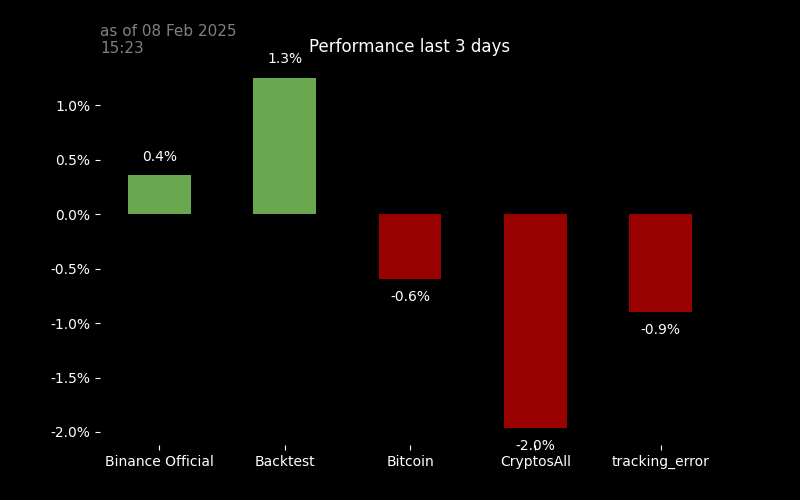 as of 08 Feb 2025
15:23
Performance last 3 days
1.3%
1.0%
0.4%
0.5%
0.0%
-0.5%
-0.6%
-1.0%
-0.9%
-1.5%
-2.0%
-2.0%
Binance Official
Backtest
Bitcoin
CryptosAll
tracking_error